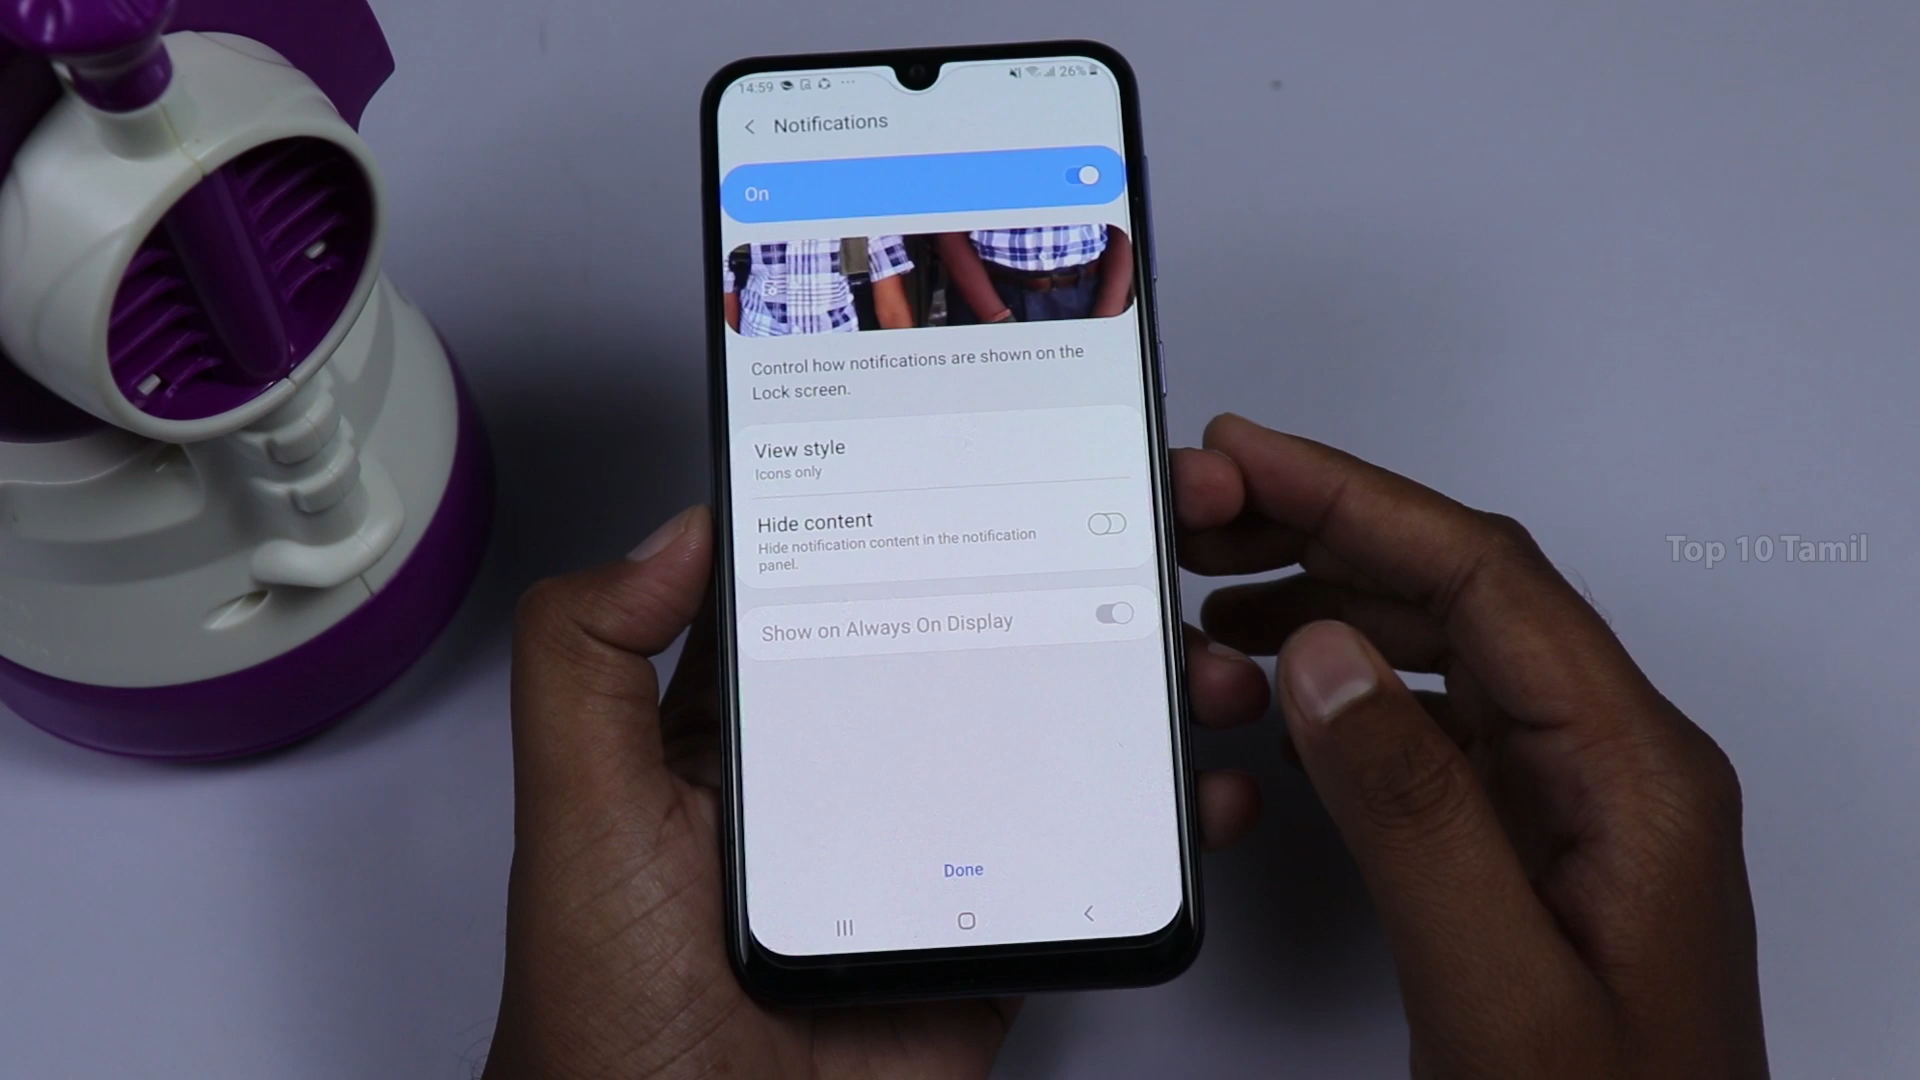 14:59
26%
Notifications
On
Control how notifications are shown on the
Lock screen.
View style
Icons only
Hide content
Hide notification content in the notification
panel.
Show on Always On Display
Done
Top 10 Tamil